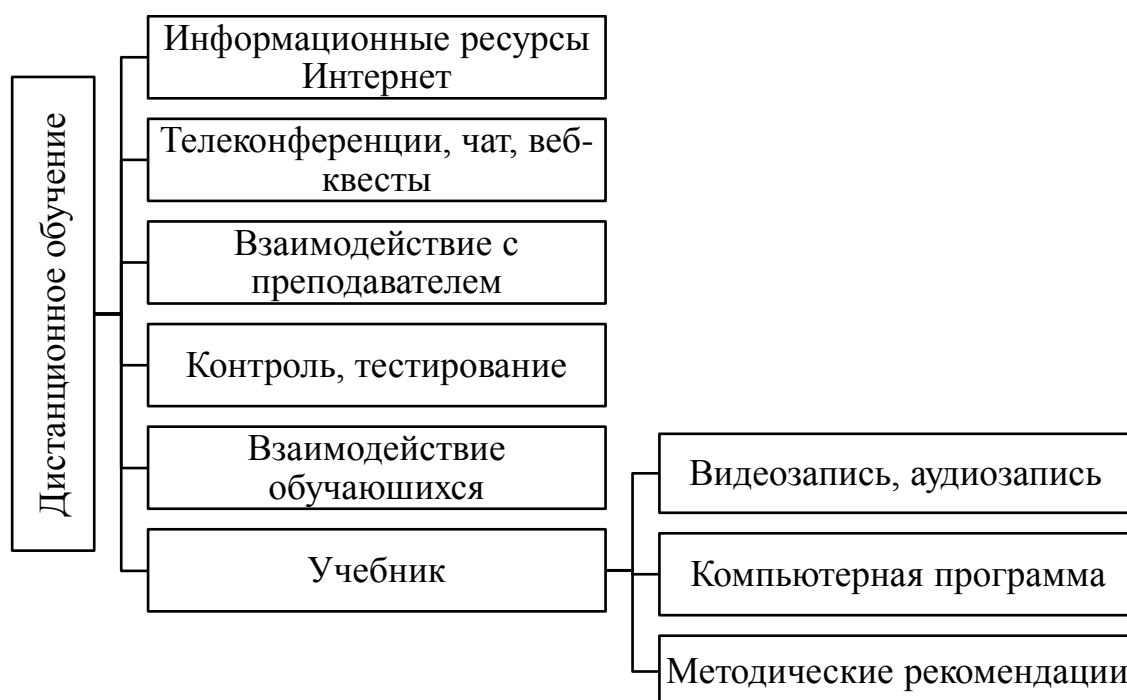 Дистанционное обучение
Информационные ресурсы
Интернет
Телеконференции, чат, веб-
квесты
Взаимодействие с
преподавателем
Контроль, тестирование
Взаимодействие
обучаюшихся
Учебник
Видеозапись, аудиозапись
Компьютерная программа
Методические рекомендации